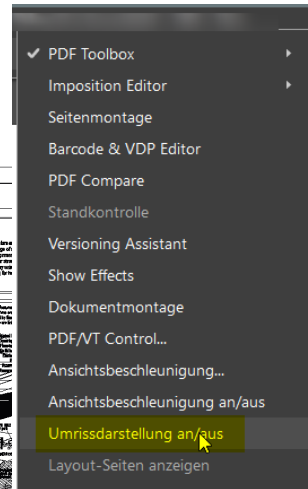 PDF Toolbox
Imposition Editor
Seitenmontage
Barcode & VDP Editor
PDF Compare
Standkontrolle
Versioning Assistant
Show Effects
Dokumentmontage
PDF/VT Control...
Ansichtsbeschleunigung...
Ansichtsbeschleunigung an/aus
Umrissdarstellung an/aus
Layout-Seiten anzeigen